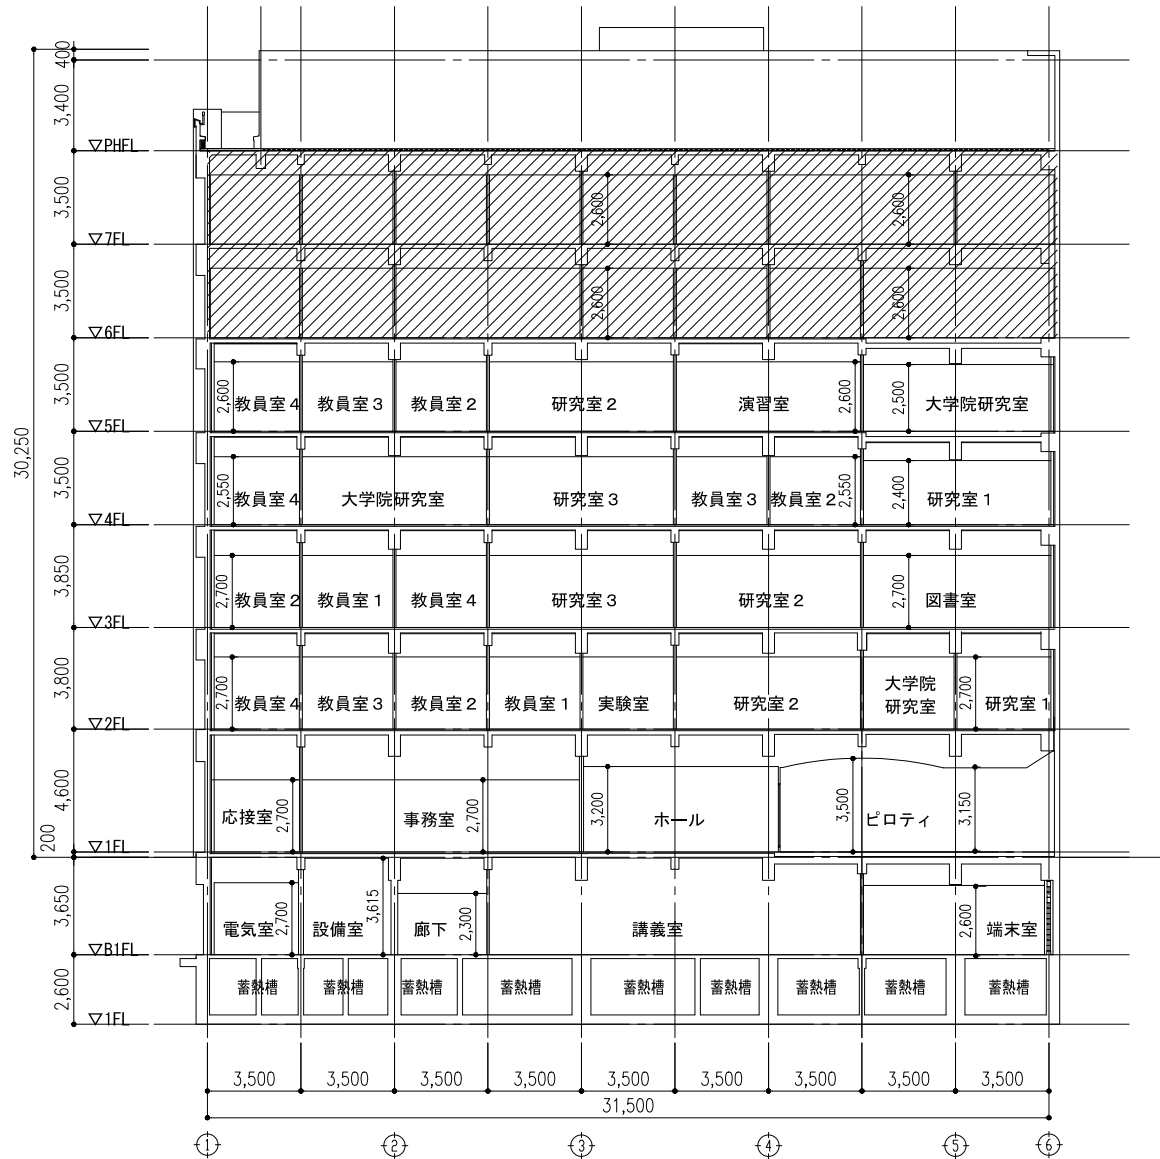 400
3,400
▽PHFL
3,500
2,600
2,600
▽7FL
3,500
2,600
2,600
▽6FL
3,500
2,600
教員室4
教員室3
教員室2
研究室2
演習室
2,600
2,500
大学院研究室
▽5FL
30,250
3,500
2,550
教員室4
大学院研究室
研究室3
教員室3
教員室2
2,550
2,400
研究室1
▽4FL
3,850
2,700
教員室2
教員室1
教員室4
研究室3
研究室2
2,700
図書室
▽3FL
3,800
2,700
教員室4
教員室3
教員室2
教員室1
実験室
研究室2
大学院
研究室
2,700
研究室1
▽2FL
4,600
応接室
2,700
事務室
2,700
3,200
ホール
3,500
ピロティ
3,150
200
▽1FL
3,650
電気室
2,700
設備室
3,615
廊下
2,300
講義室
2,600
端末室
▽B1FL
2,600
蓄熱槽
蓄熱槽
蓄熱槽
蓄熱槽
蓄熱槽
蓄熱槽
蓄熱槽
蓄熱槽
蓄熱槽
▽1FL
3,500
3,500
3,500
3,500
3,500
3,500
3,500
3,500
3,500
31,500
1
2
3
4
5
6